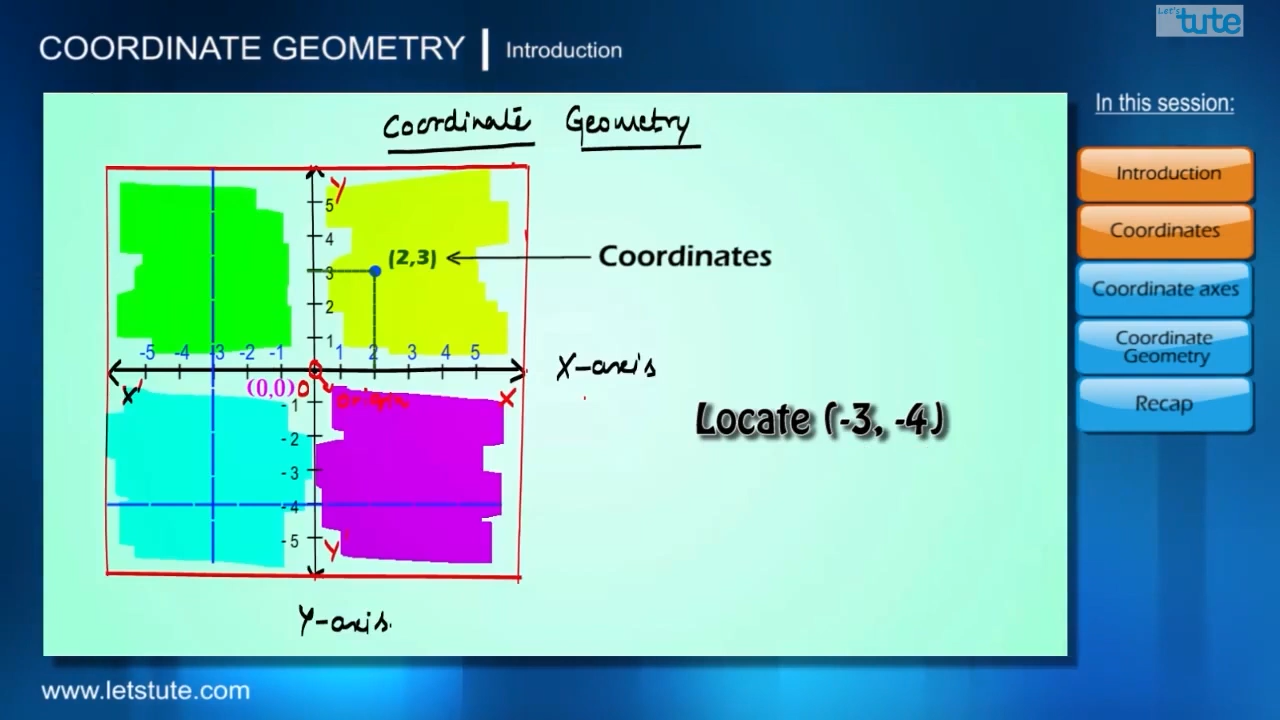 Let's
tute
COORDINATE GEOMETRY | Introduction
In this session:
Introduction
Coordinates
Coordinate axes
Coordinate
Geometry
Recap
Coordinate Geometry
Y
5
4
(2,3)
Coordinates
3
2
1
-5 -4 -3 -2 -1 1 2 3 4 5
X-axis
X'
(0,0) O
X
origin
-1
Locate (-3, -4)
-2
-3
-4
-5
Y
Y-axis.
www.letstute.com